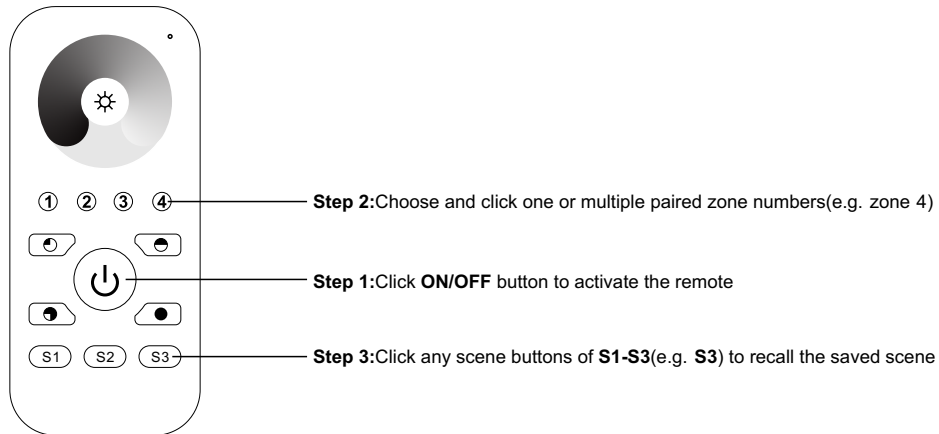 ① ② ③ ④
Step 2:Choose and click one or multiple paired zone numbers(e.g. zone 4)
Step 1:Click ON/OFF button to activate the remote
S1 S2 S3
Step 3:Click any scene buttons of S1-S3(e.g. S3) to recall the saved scene